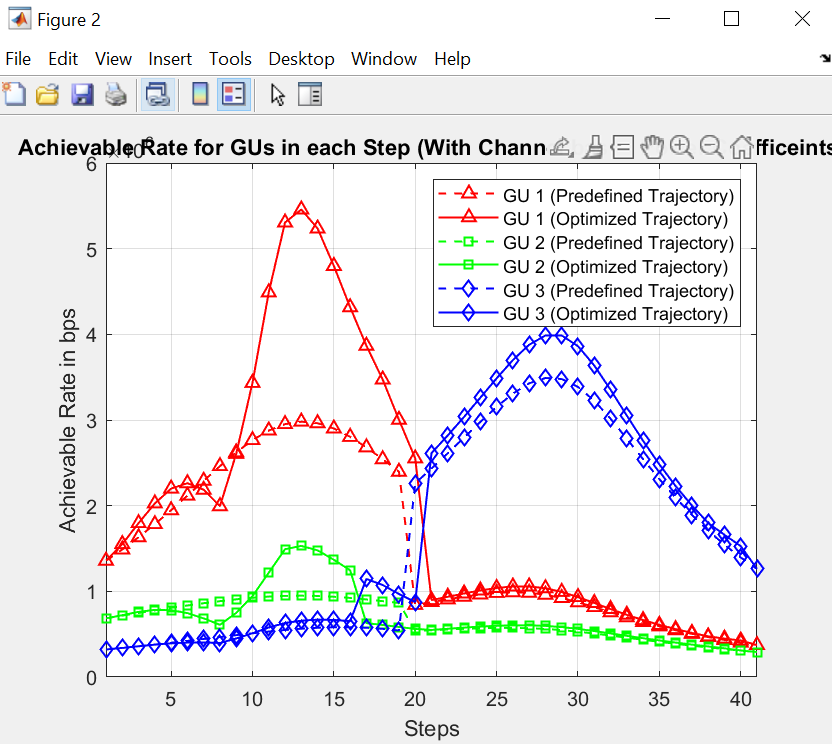 Figure 2
File Edit View Insert Tools Desktop Window Help
Achievable Rate for GUs in each Step (With Chann fficeints
6
5
4
3
2
1
0
Achievable Rate in bps
GU 1 (Predefined Trajectory)
GU 1 (Optimized Trajectory)
GU 2 (Predefined Trajectory)
GU 2 (Optimized Trajectory)
GU 3 (Predefined Trajectory)
GU 3 (Optimized Trajectory)
5 10 15 20 25 30 35 40
Steps